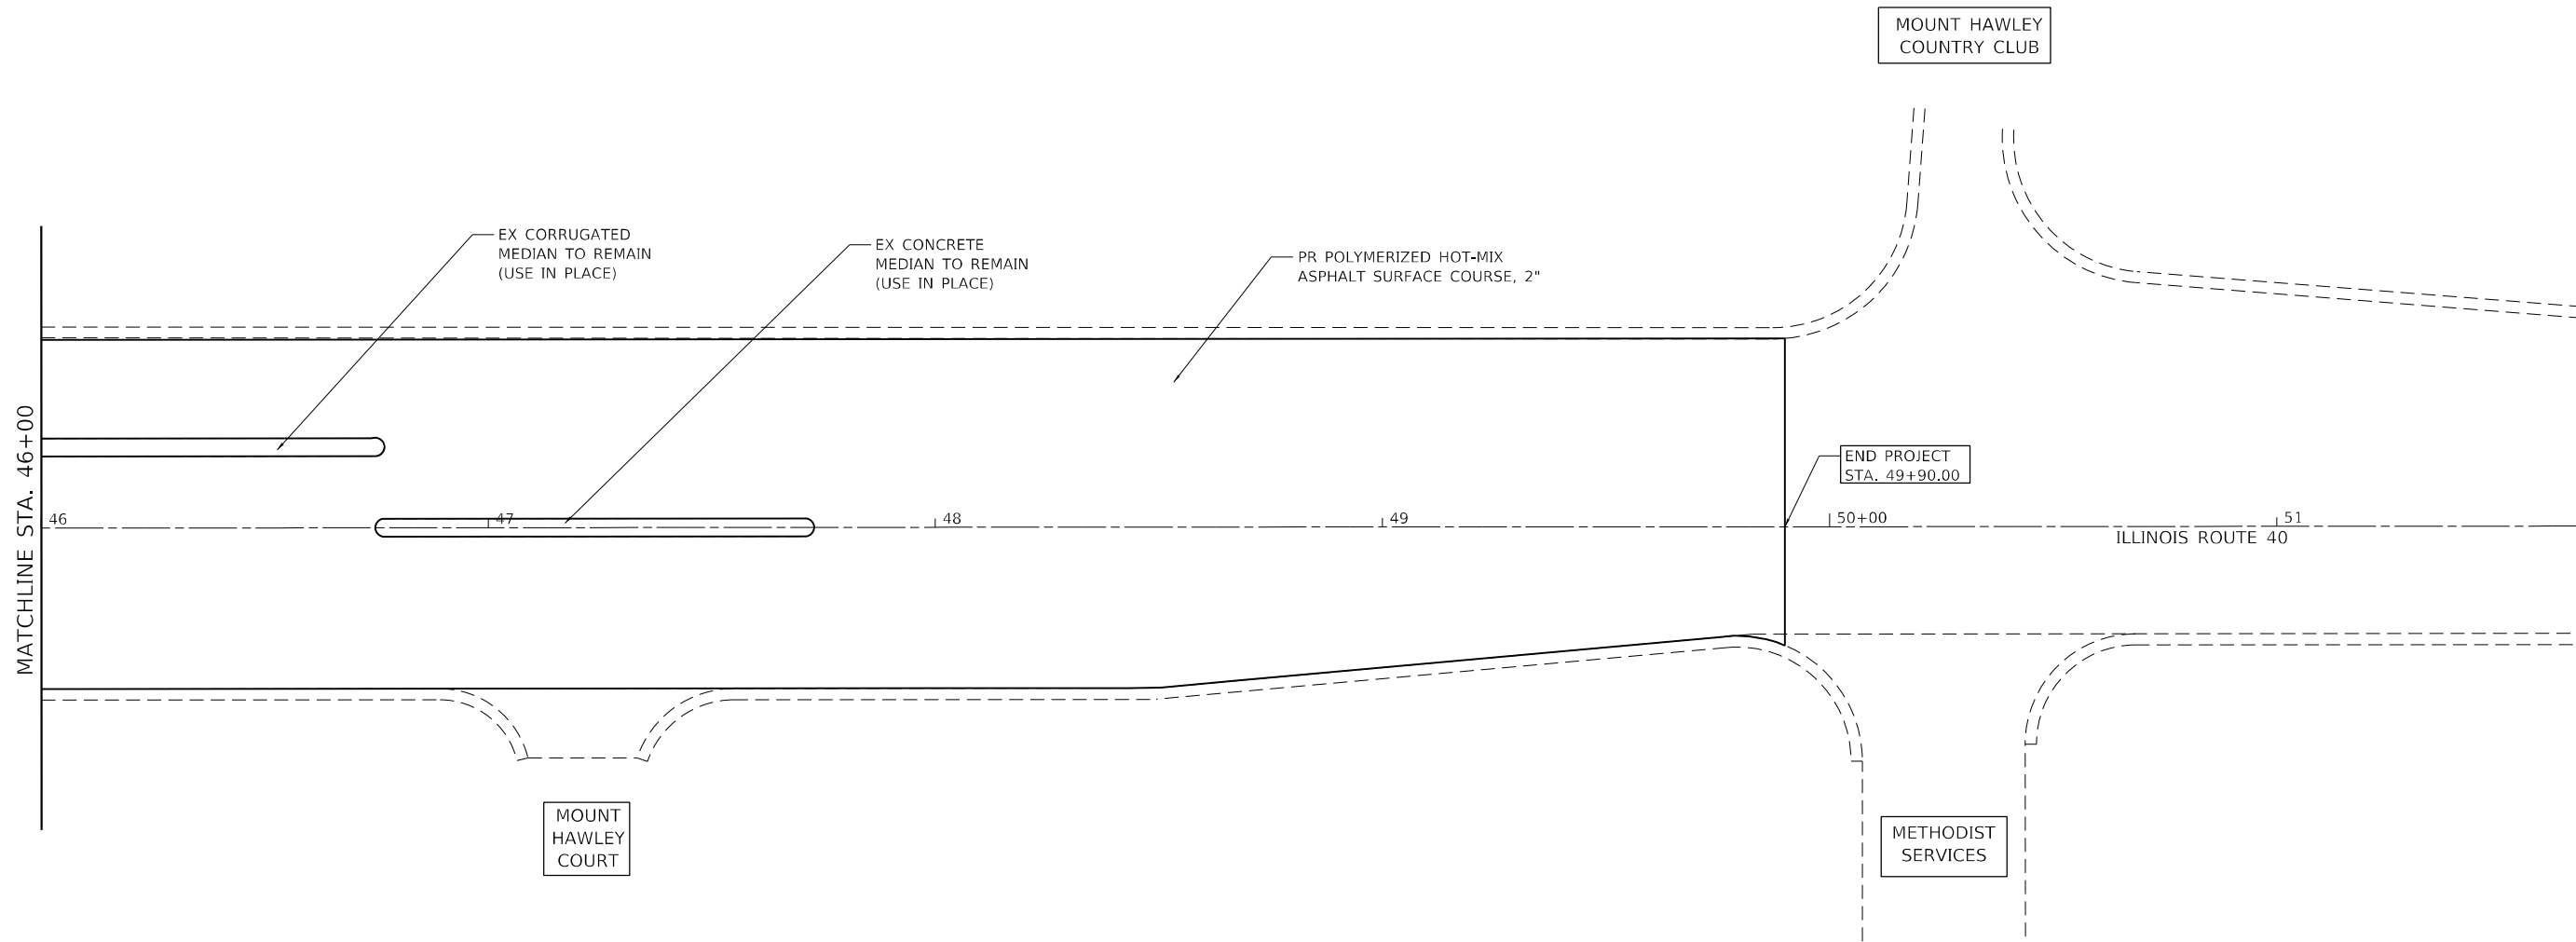 MOUNT HAWLEY
COUNTRY CLUB
EX CORRUGATED
MEDIAN TO REMAIN
(USE IN PLACE)
EX CONCRETE
MEDIAN TO REMAIN
(USE IN PLACE)
PR POLYMERIZED HOT-MIX
ASPHALT SURFACE COURSE, 2"
MATCHLINE STA. 46+00
END PROJECT
STA. 49+90.00
46
47
48
49
50+00
51
ILLINOIS ROUTE 40
MOUNT
HAWLEY
COURT
METHODIST
SERVICES